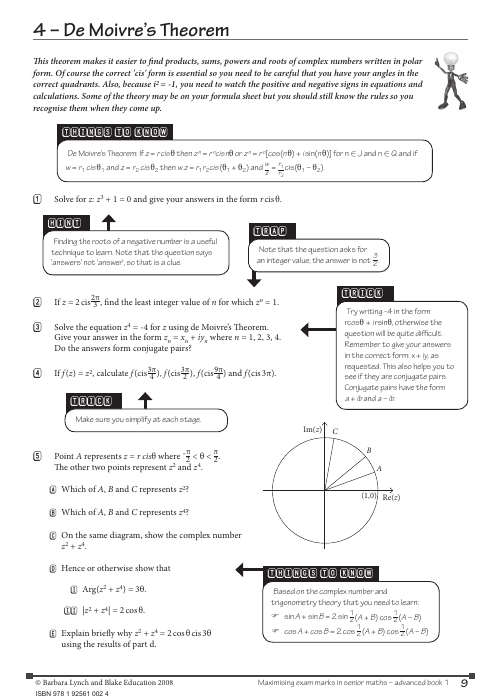 4 – De Moivre's Theorem
This theorem makes it easier to find products, sums, powers and roots of complex numbers written in polar
form. Of course the correct 'cis' form is essential so you need to be careful that you have your angles in the
correct quadrants. Also, because i² = -1, you need to watch the positive and negative signs in equations and
calculations. Some of the theory may be on your formula sheet but you should still know the rules so you
recognise them when they come up.
THINGS TO KNOW
De Moivre's Theorem: If z = r cis θ then zⁿ = rⁿcis nθ or zⁿ = rⁿ[cos(nθ) + isin(nθ)] for n ∈ J and n ∈ Q and if
w = r₁ cis θ₁ and z = r₂ cis θ₂ then w.z = r₁r₂cis (θ₁ + θ₂) and w/z = r₁/r₂ cis (θ₁ − θ₂).
1 Solve for z: z³ + 1 = 0 and give your answers in the form r cis θ.
HINT
Finding the roots of a negative number is a useful
technique to learn. Note that the question says
'answers' not 'answer', so that is a clue.
TRAP
Note that the question asks for
an integer value; the answer is not 3/2.
2 If z = 2 cis 2π/3, find the least integer value of n for which zⁿ = 1.
3 Solve the equation z⁴ = -4 for z using de Moivre's Theorem.
Give your answer in the form zₙ = xₙ + iyₙ where n = 1, 2, 3, 4.
Do the answers form conjugate pairs?
TRICK
Try writing -4 in the form
rcosθ + irsinθ, otherwise the
question will be quite difficult.
Remember to give your answers
in the correct form: x + iy, as
requested. This also helps you to
see if they are conjugate pairs.
Conjugate pairs have the form
a + ib and a – ib.
4 If f(z) = z², calculate f(cis 3π/4), f(cis 3π/2), f(cis 9π/4) and f(cis 3π).
TRICK
Make sure you simplify at each stage.
5 Point A represents z = r cisθ where -π/2 < θ < π/2.
The other two points represent z² and z⁴.
A Which of A, B and C represents z²?
B Which of A, B and C represents z⁴?
C On the same diagram, show the complex number
z² + z⁴.
Im(z)
C
B
A
(1,0)
Re(z)
D Hence or otherwise show that
I Arg(z² + z⁴) = 3θ.
II |z² + z⁴| = 2 cos θ.
E Explain briefly why z² + z⁴ = 2 cos θ cis 3θ
using the results of part d.
THINGS TO KNOW
Based on the complex number and
trigonometry theory that you need to learn:
☞ sin A + sin B = 2 sin 1/2(A + B) cos 1/2(A − B)
☞ cos A + cos B = 2 cos 1/2(A + B) cos 1/2(A − B)
© Barbara Lynch and Blake Education 2008
Maximising exam marks in senior maths – advanced book 1 9
ISBN 978 1 92561 002 4